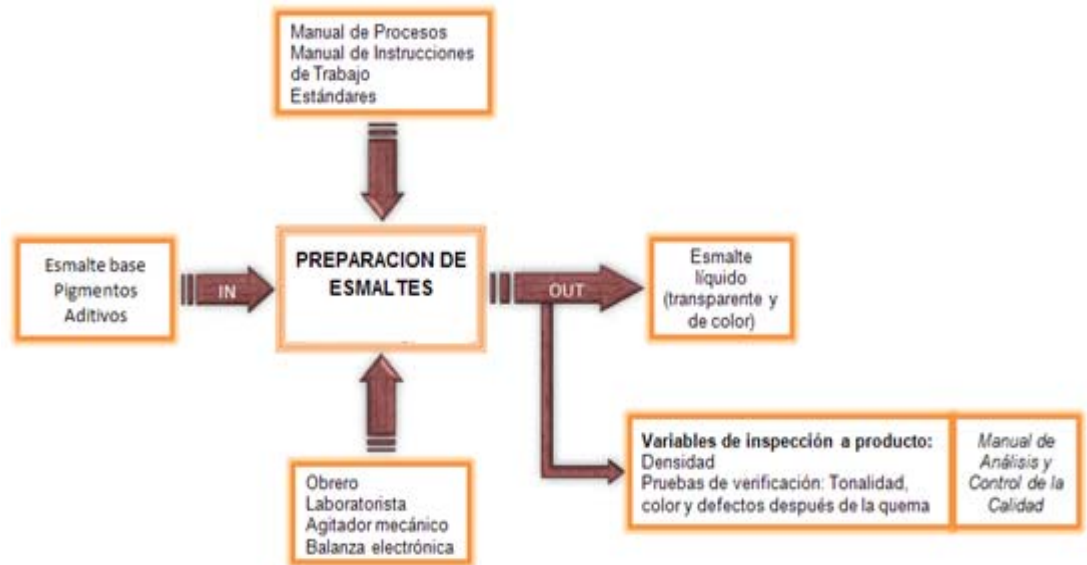 Manual de Procesos
Manual de Instrucciones
de Trabajo
Estándares
Esmalte base
Pigmentos
Aditivos
IN
PREPARACION DE
ESMALTES
OUT
Esmalte
líquido
(transparente y
de color)
Obrero
Laboratorista
Agitador mecánico
Balanza electrónica
Variables de inspección a producto:
Densidad
Pruebas de verificación: Tonalidad,
color y defectos después de la quema
Manual de
Análisis y
Control de la
Calidad